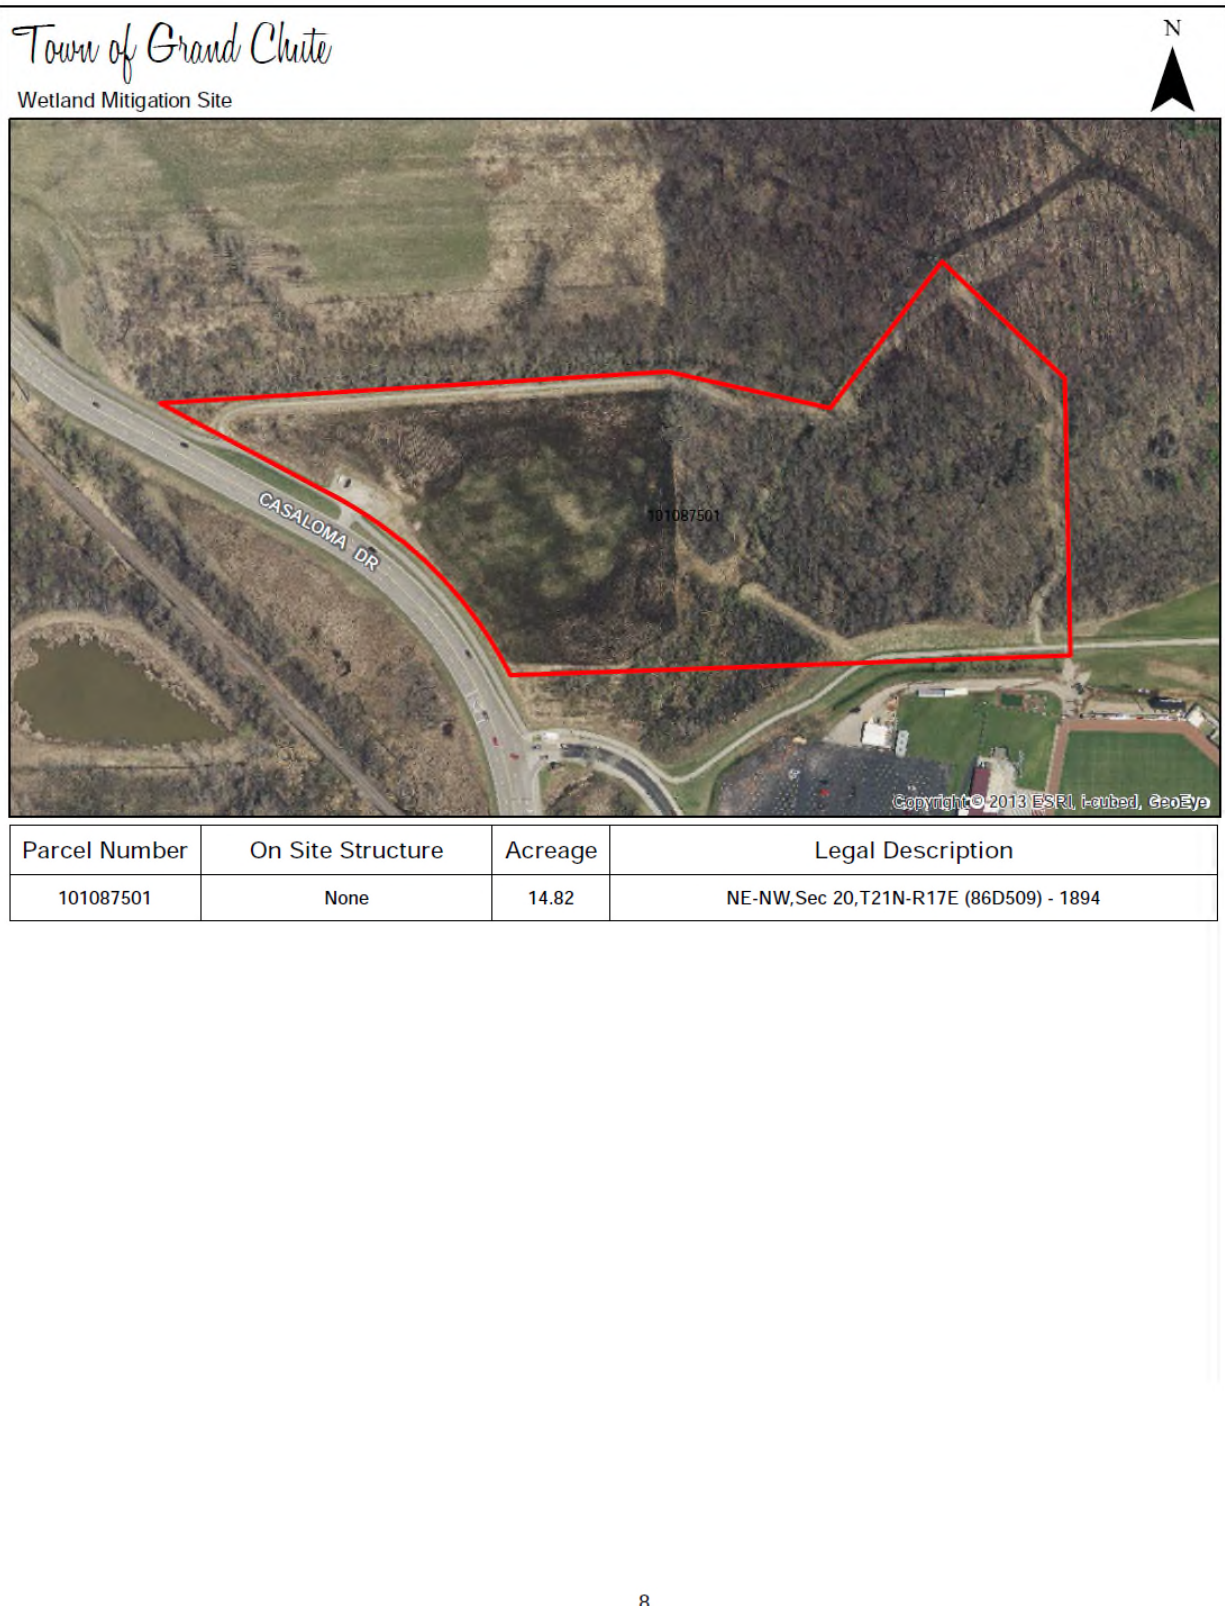 Town of Grand Chute
Wetland Mitigation Site
N
101087501
CASALOMA DR
Copyright © 2013 ESRI, i-cubed, GeoEye
Parcel Number On Site Structure Acreage Legal Description
101087501 None 14.82 NE-NW,Sec 20,T21N-R17E (86D509) - 1894
8